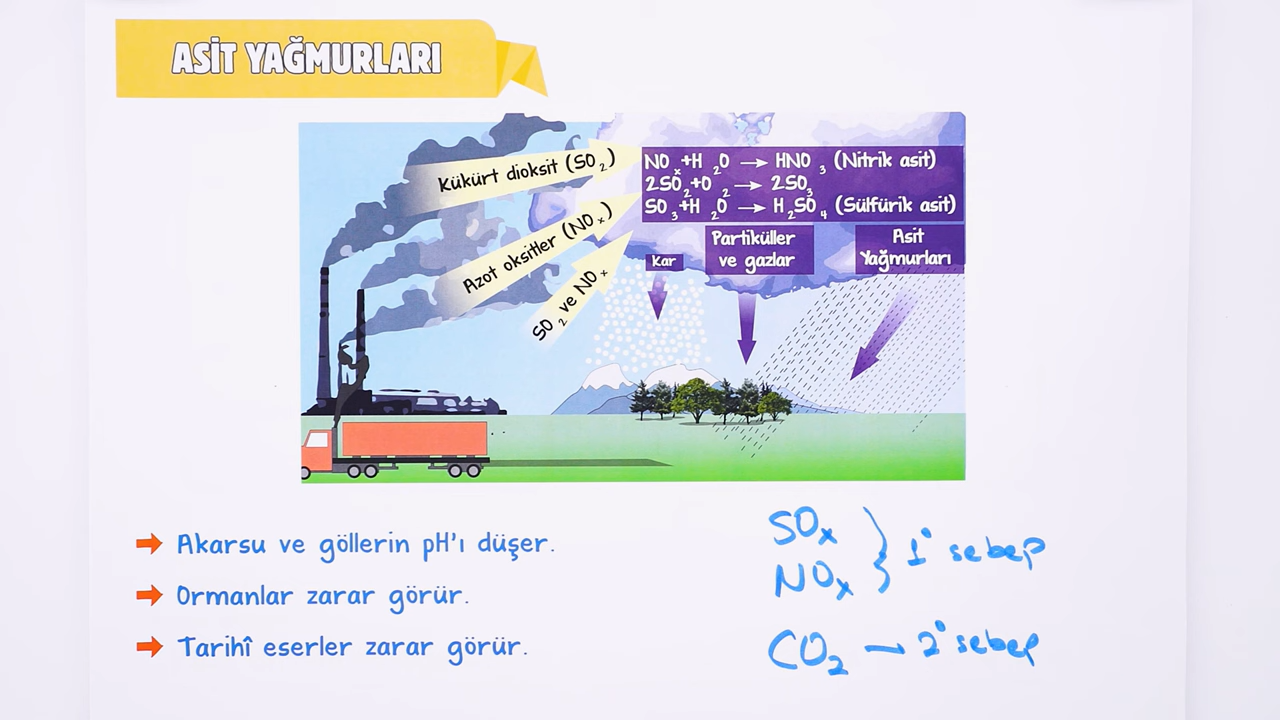 ASİT YAĞMURLARI
Kükürt dioksit (SO₂)
Azot oksitler (NOₓ)
SO₂ ve NOₓ
NOₓ+H₂O → HNO₃ (Nitrik asit)
2SO₂+O₂ → 2SO₃
SO₃+H₂O → H₂SO₄ (Sülfürik asit)
Kar
Partiküller
ve gazlar
Asit
Yağmurları
→ Akarsu ve göllerin pH'ı düşer.
→ Ormanlar zarar görür.
→ Tarihî eserler zarar görür.
SOₓ
NOₓ } 1° sebep
CO₂ → 2° sebep